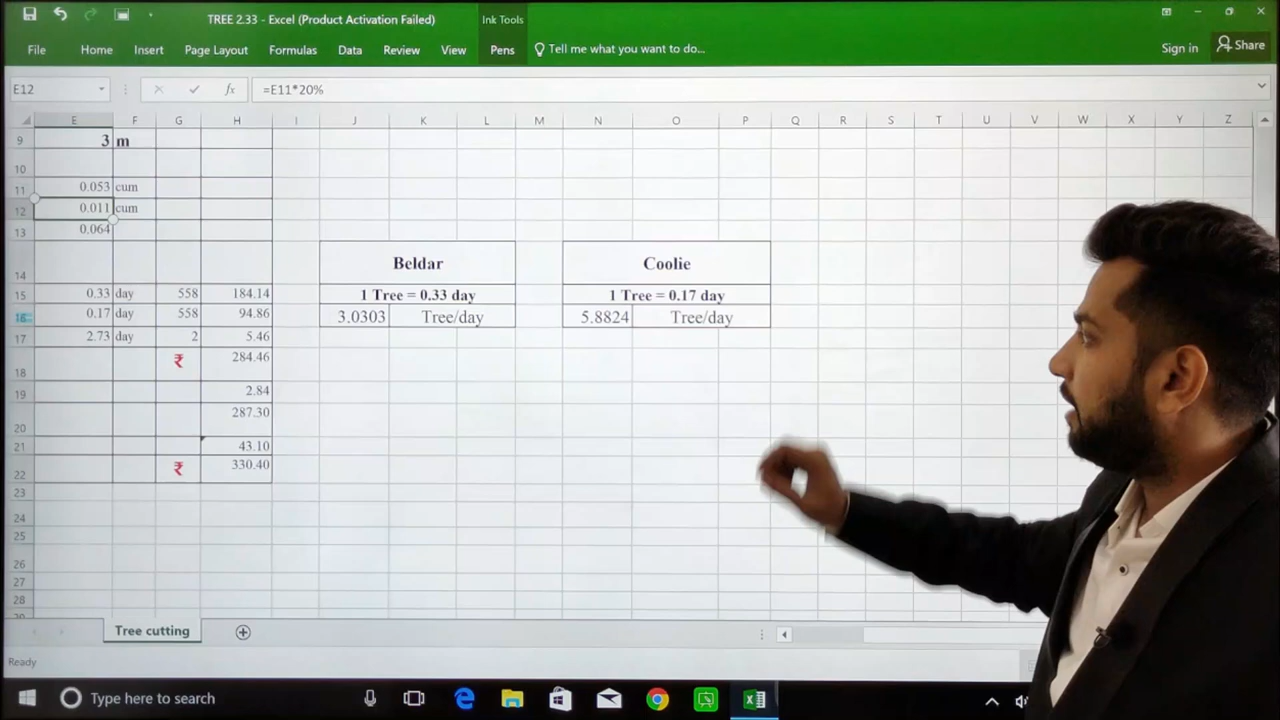 TREE 2.33 - Excel (Product Activation Failed)
Ink Tools
File Home Insert Page Layout Formulas Data Review View Pens Tell me what you want to do... Sign in Share
E12 fx =E11*20%
E F G H I J K L M N O P Q R S T U V W X Y Z
9 3 m
10
11 0.053 cum
12 0.011 cum
13 0.064
14 Beldar Coolie
15 0.33 day 558 184.14 1 Tree = 0.33 day 1 Tree = 0.17 day
16 0.17 day 558 94.86 3.0303 Tree/day 5.8824 Tree/day
17 2.73 day 2 5.46
18 ₹ 284.46
19 2.84
20 287.30
21 43.10
22 ₹ 330.40
23
24
25
26
27
28
Tree cutting
Ready
Type here to search